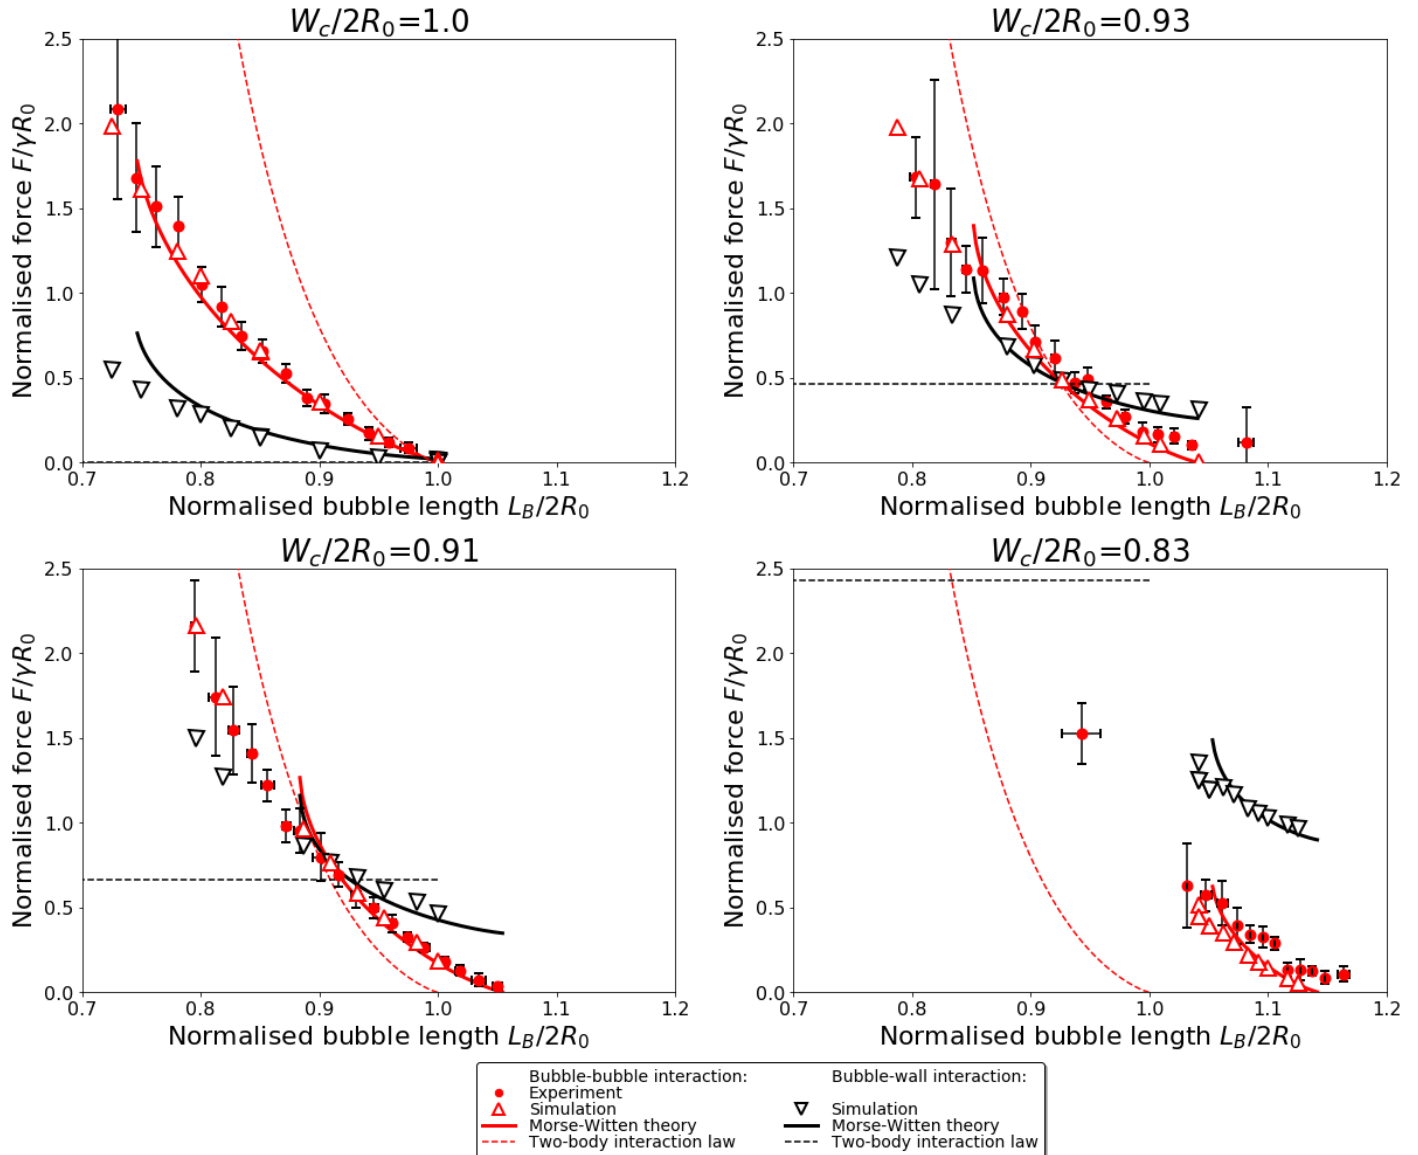 W_c/2R_0=1.0
2.5
2.0
1.5
1.0
0.5
0.0
Normalised force F/γR_0
0.7 0.8 0.9 1.0 1.1 1.2
Normalised bubble length L_B/2R_0
W_c/2R_0=0.93
2.5
2.0
1.5
1.0
0.5
0.0
Normalised force F/γR_0
0.7 0.8 0.9 1.0 1.1 1.2
Normalised bubble length L_B/2R_0
W_c/2R_0=0.91
2.5
2.0
1.5
1.0
0.5
0.0
Normalised force F/γR_0
0.7 0.8 0.9 1.0 1.1 1.2
Normalised bubble length L_B/2R_0
W_c/2R_0=0.83
2.5
2.0
1.5
1.0
0.5
0.0
Normalised force F/γR_0
0.7 0.8 0.9 1.0 1.1 1.2
Normalised bubble length L_B/2R_0
Bubble-bubble interaction:
Experiment
Simulation
Morse-Witten theory
Two-body interaction law
Bubble-wall interaction:
Simulation
Morse-Witten theory
Two-body interaction law